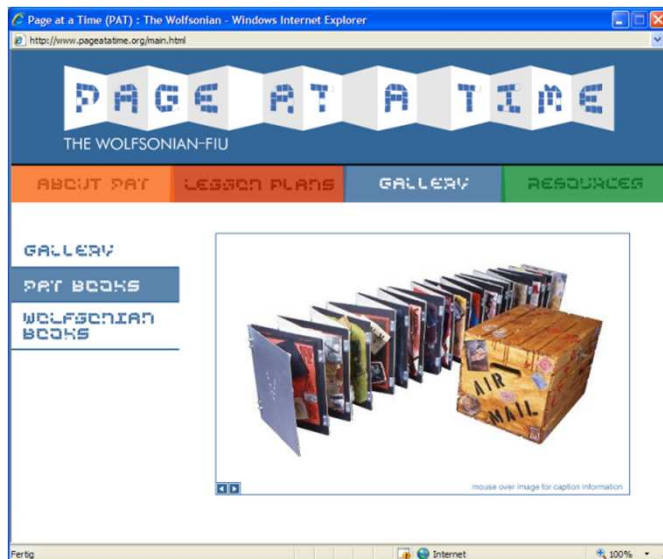 Page at a Time (PAT) : The Wolfsonian - Windows Internet Explorer
http://www.pageatatime.org/main.html
PAGE AT A TIME
THE WOLFSONIAN-FIU
ABOUT PAT LESSON PLANS GALLERY RESOURCES
GALLERY
PAT BOOKS
WOLFSONIAN
BOOKS
AIR
MAIL
mouse over image for caption information
Fertig Internet 100%